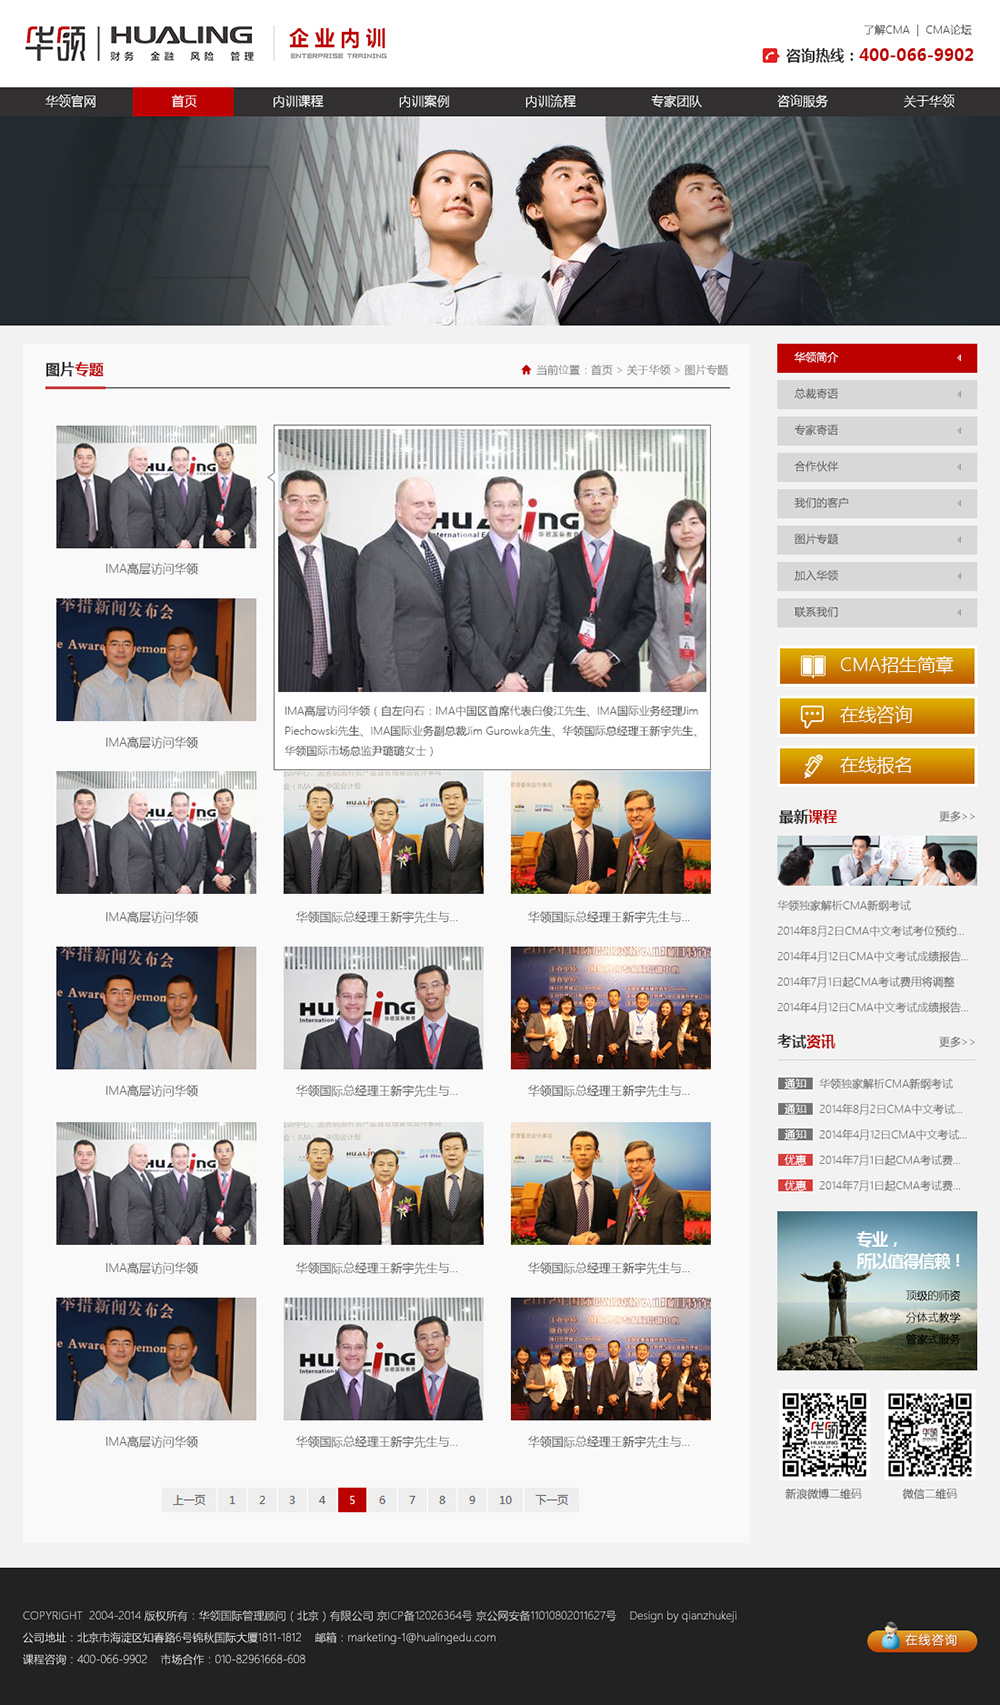 华领 HUALING 企业内训
财务 金融 风险 管理 ENTERPRISE TRAINING
了解CMA | CMA论坛
咨询热线：400-066-9902
华领官网 首页 内训课程 内训案例 内训流程 专家团队 咨询服务 关于华领
图片专题
当前位置：首页 > 关于华领 > 图片专题
IMA高层访问华领
举措新闻发布会
IMA高层访问华领
HUALING
International E
华领国际教育
IMA高层访问华领（自左向右：IMA中国区首席代表白俊江先生、IMA国际业务经理Jim
Piechowski先生、IMA国际业务副总裁Jim Gurowka先生、华领国际总经理王新宇先生、
华领国际市场总监尹璐璐女士）
IMA高层访问华领 华领国际总经理王新宇先生与... 华领国际总经理王新宇先生与...
IMA高层访问华领 华领国际总经理王新宇先生与... 华领国际总经理王新宇先生与...
IMA高层访问华领 华领国际总经理王新宇先生与... 华领国际总经理王新宇先生与...
IMA高层访问华领 华领国际总经理王新宇先生与... 华领国际总经理王新宇先生与...
上一页 1 2 3 4 5 6 7 8 9 10 下一页
华领简介
总裁寄语
专家寄语
合作伙伴
我们的客户
图片专题
加入华领
联系我们
CMA招生简章
在线咨询
在线报名
最新课程 更多>>
华领独家解析CMA新纲考试
2014年8月2日CMA中文考试考位预约...
2014年4月12日CMA中文考试成绩报告...
2014年7月1日起CMA考试费用将调整
2014年4月12日CMA中文考试成绩报告...
考试资讯 更多>>
通知 华领独家解析CMA新纲考试
通知 2014年8月2日CMA中文考试...
通知 2014年4月12日CMA中文考试...
优惠 2014年7月1日起CMA考试费...
优惠 2014年7月1日起CMA考试费...
专业，
所以值得信赖！
顶级的师资
分体式教学
管家式服务
新浪微博二维码 微信二维码
COPYRIGHT 2004-2014 版权所有：华领国际管理顾问（北京）有限公司 京ICP备12026364号 京公网安备11010802011627号 Design by qianzhukeji
公司地址：北京市海淀区知春路6号锦秋国际大厦1811-1812 邮箱：marketing-1@hualingedu.com
课程咨询：400-066-9902 市场合作：010-82961668-608
在线咨询